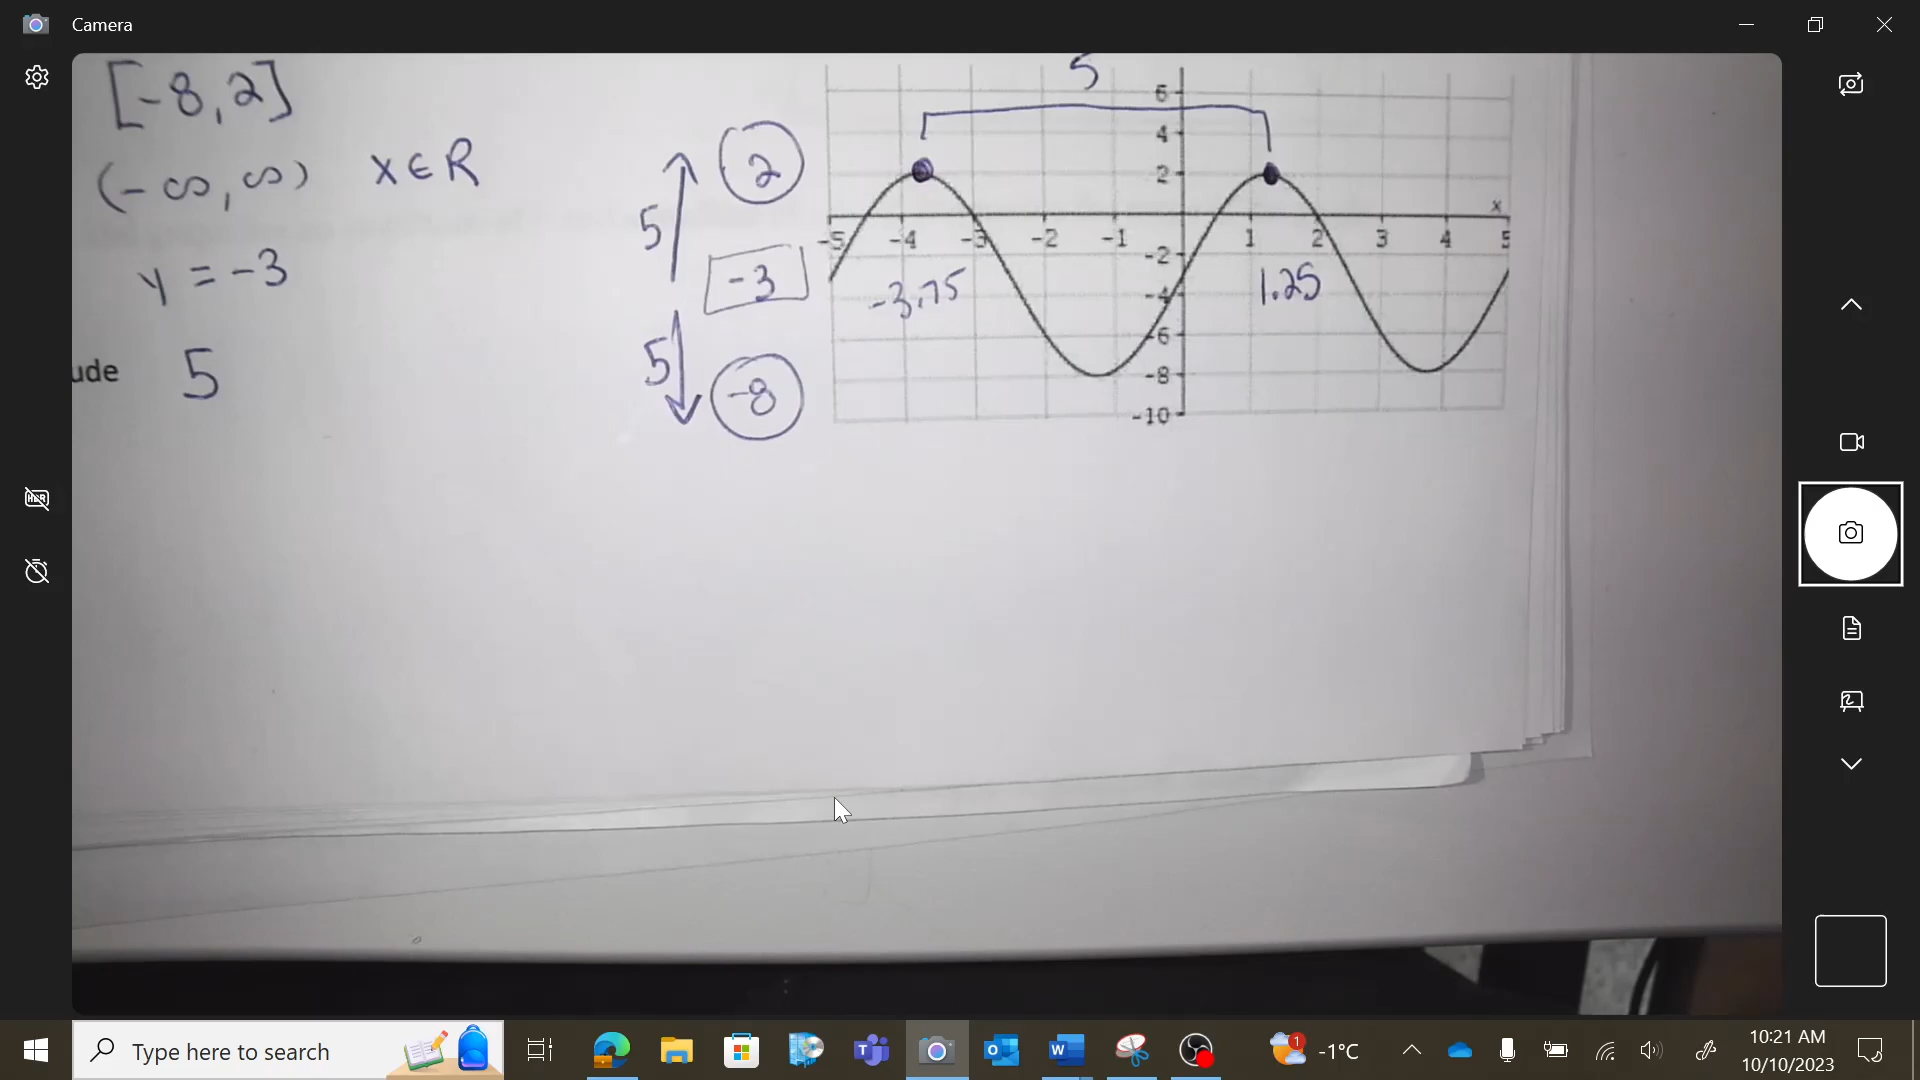 Camera
[-8,2]
(-∞,∞) x∈R
y = -3
ude 5
5
2
-3
5
-8
5
6
4
2
x
-5 -4 -3 -2 -1 1 2 3 4 5
-2
-4
-6
-8
-10
-3.75
1.25
Type here to search
1
-1°C
10:21 AM
10/10/2023